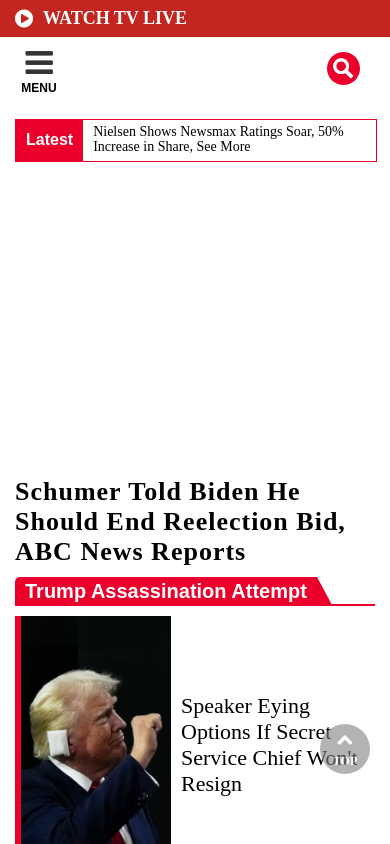 WATCH TV LIVE
MENU
Latest
Nielsen Shows Newsmax Ratings Soar, 50%
Increase in Share, See More
Schumer Told Biden He
Should End Reelection Bid,
ABC News Reports
Trump Assassination Attempt
Speaker Eying
Options If Secret
Service Chief Won't
Resign
TOP